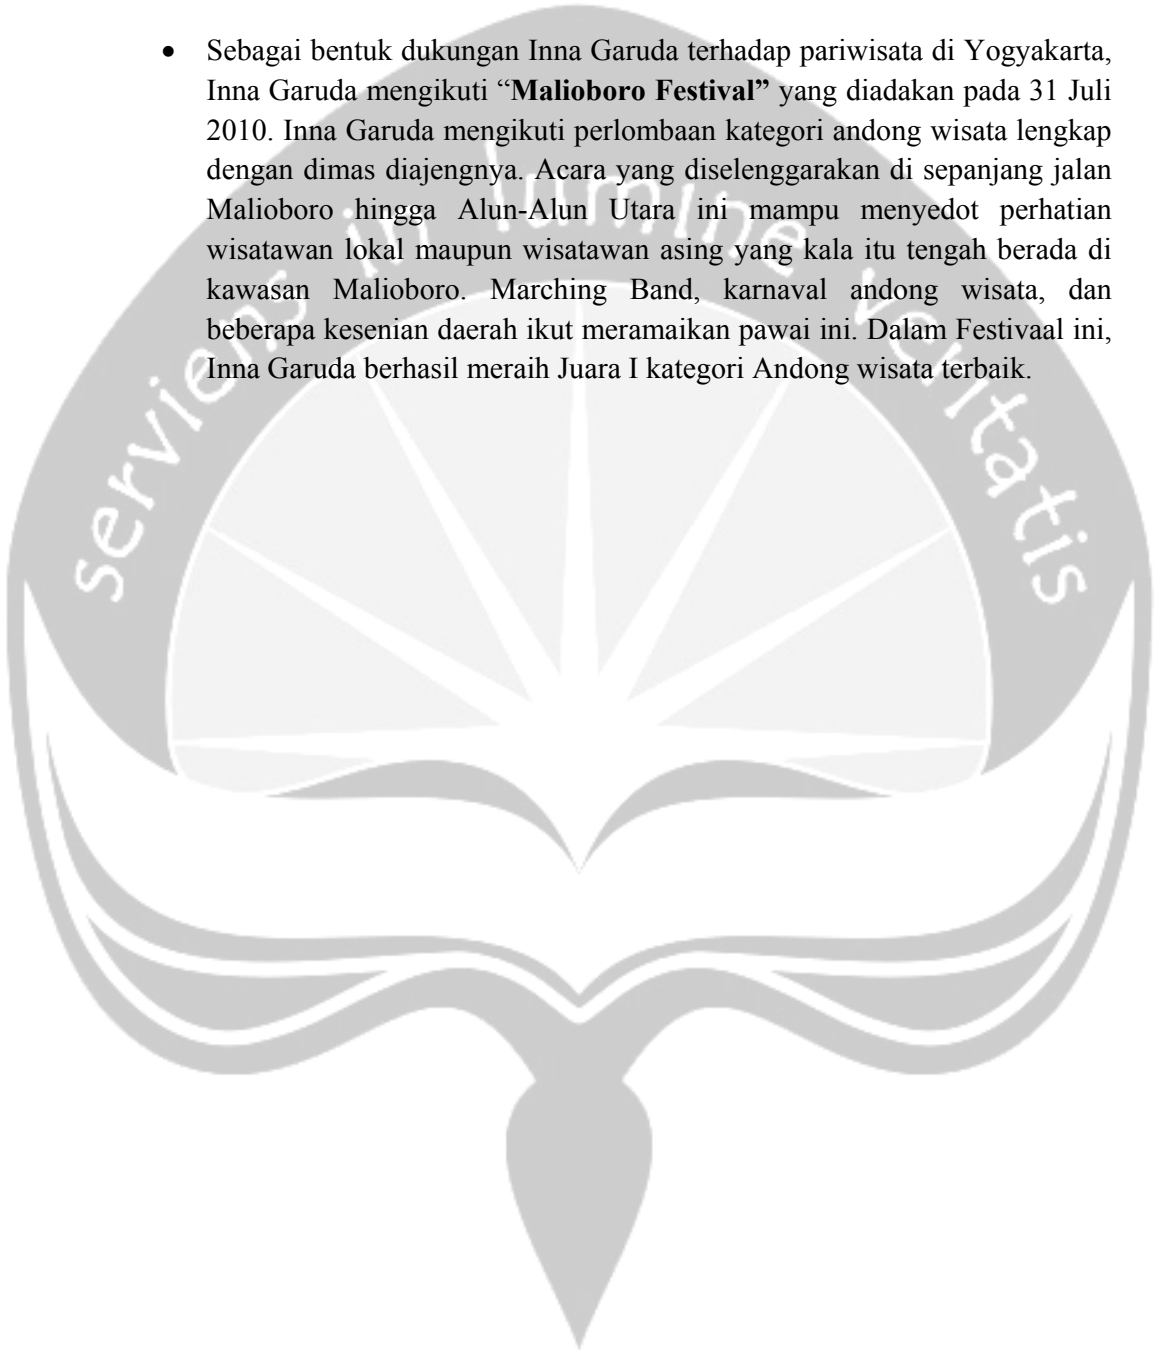 • Sebagai bentuk dukungan Inna Garuda terhadap pariwisata di Yogyakarta,
Inna Garuda mengikuti “Malioboro Festival” yang diadakan pada 31 Juli
2010. Inna Garuda mengikuti perlombaan kategori andong wisata lengkap
dengan dimas diajengnya. Acara yang diselenggarakan di sepanjang jalan
Malioboro hingga Alun-Alun Utara ini mampu menyedot perhatian
wisatawan lokal maupun wisatawan asing yang kala itu tengah berada di
kawasan Malioboro. Marching Band, karnaval andong wisata, dan
beberapa kesenian daerah ikut meramaikan pawai ini. Dalam Festivaal ini,
Inna Garuda berhasil meraih Juara I kategori Andong wisata terbaik.
serviens in lumine veritatis